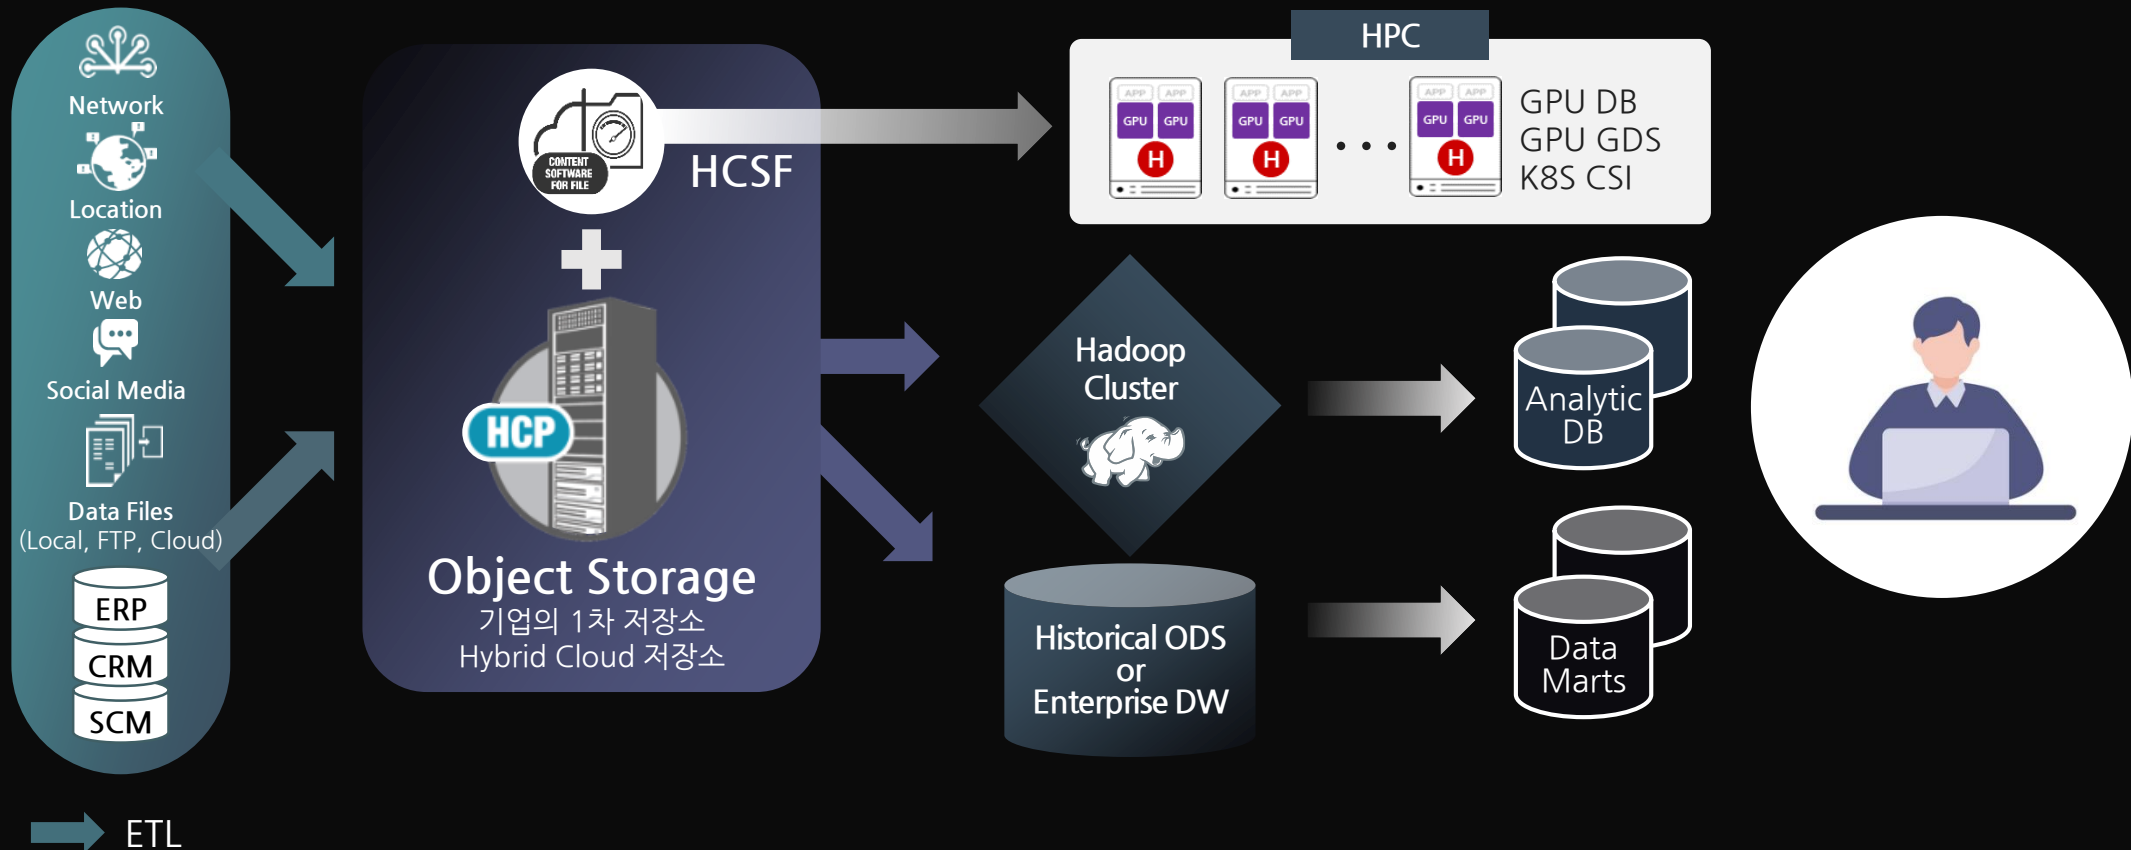 Network
Location
Web
Social Media
Data Files
(Local, FTP, Cloud)
ERP
CRM
SCM
ETL
CONTENT
SOFTWARE
FOR FILE
HCSF
HCP
Object Storage
기업의 1차 저장소
Hybrid Cloud 저장소
HPC
APP APP
GPU GPU
H
APP APP
GPU GPU
H
...
APP APP
GPU GPU
H
GPU DB
GPU GDS
K8S CSI
Hadoop
Cluster
Historical ODS
or
Enterprise DW
Analytic
DB
Data
Marts